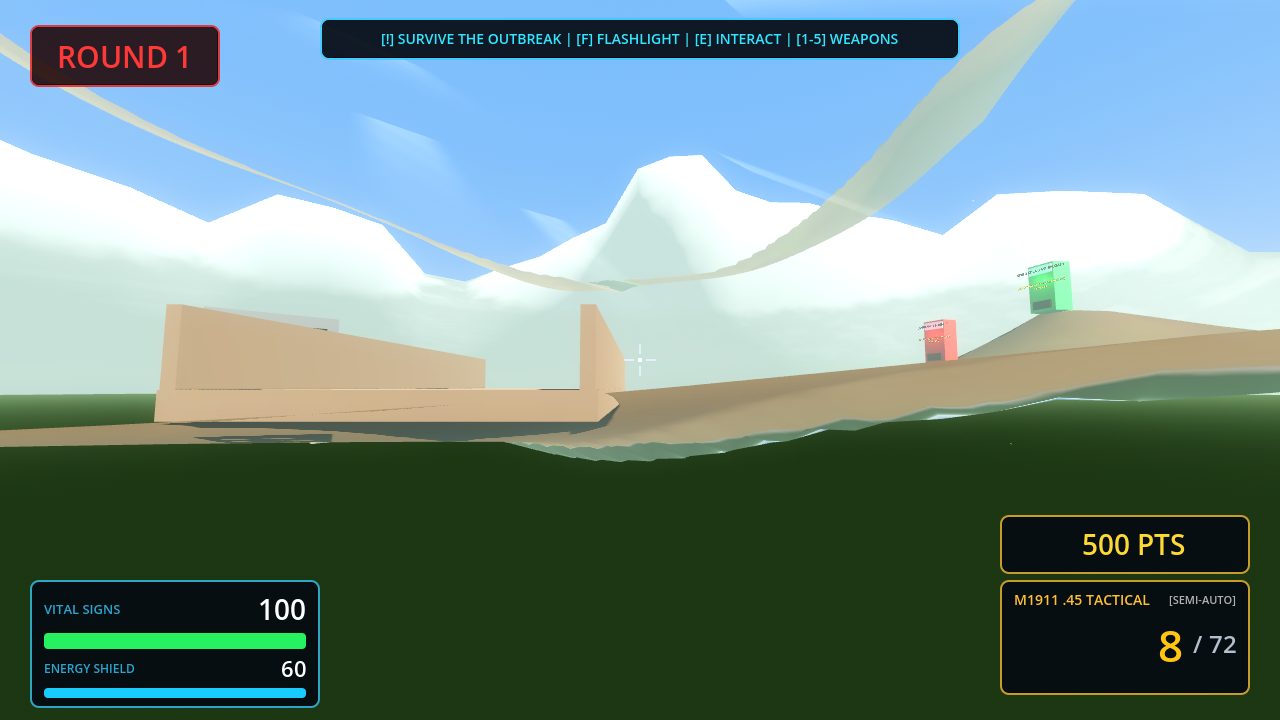 ROUND 1
[!] SURVIVE THE OUTBREAK | [F] FLASHLIGHT | [E] INTERACT | [1-5] WEAPONS
500 PTS
VITAL SIGNS 100
ENERGY SHIELD 60
M1911 .45 TACTICAL [SEMI-AUTO]
8 / 72